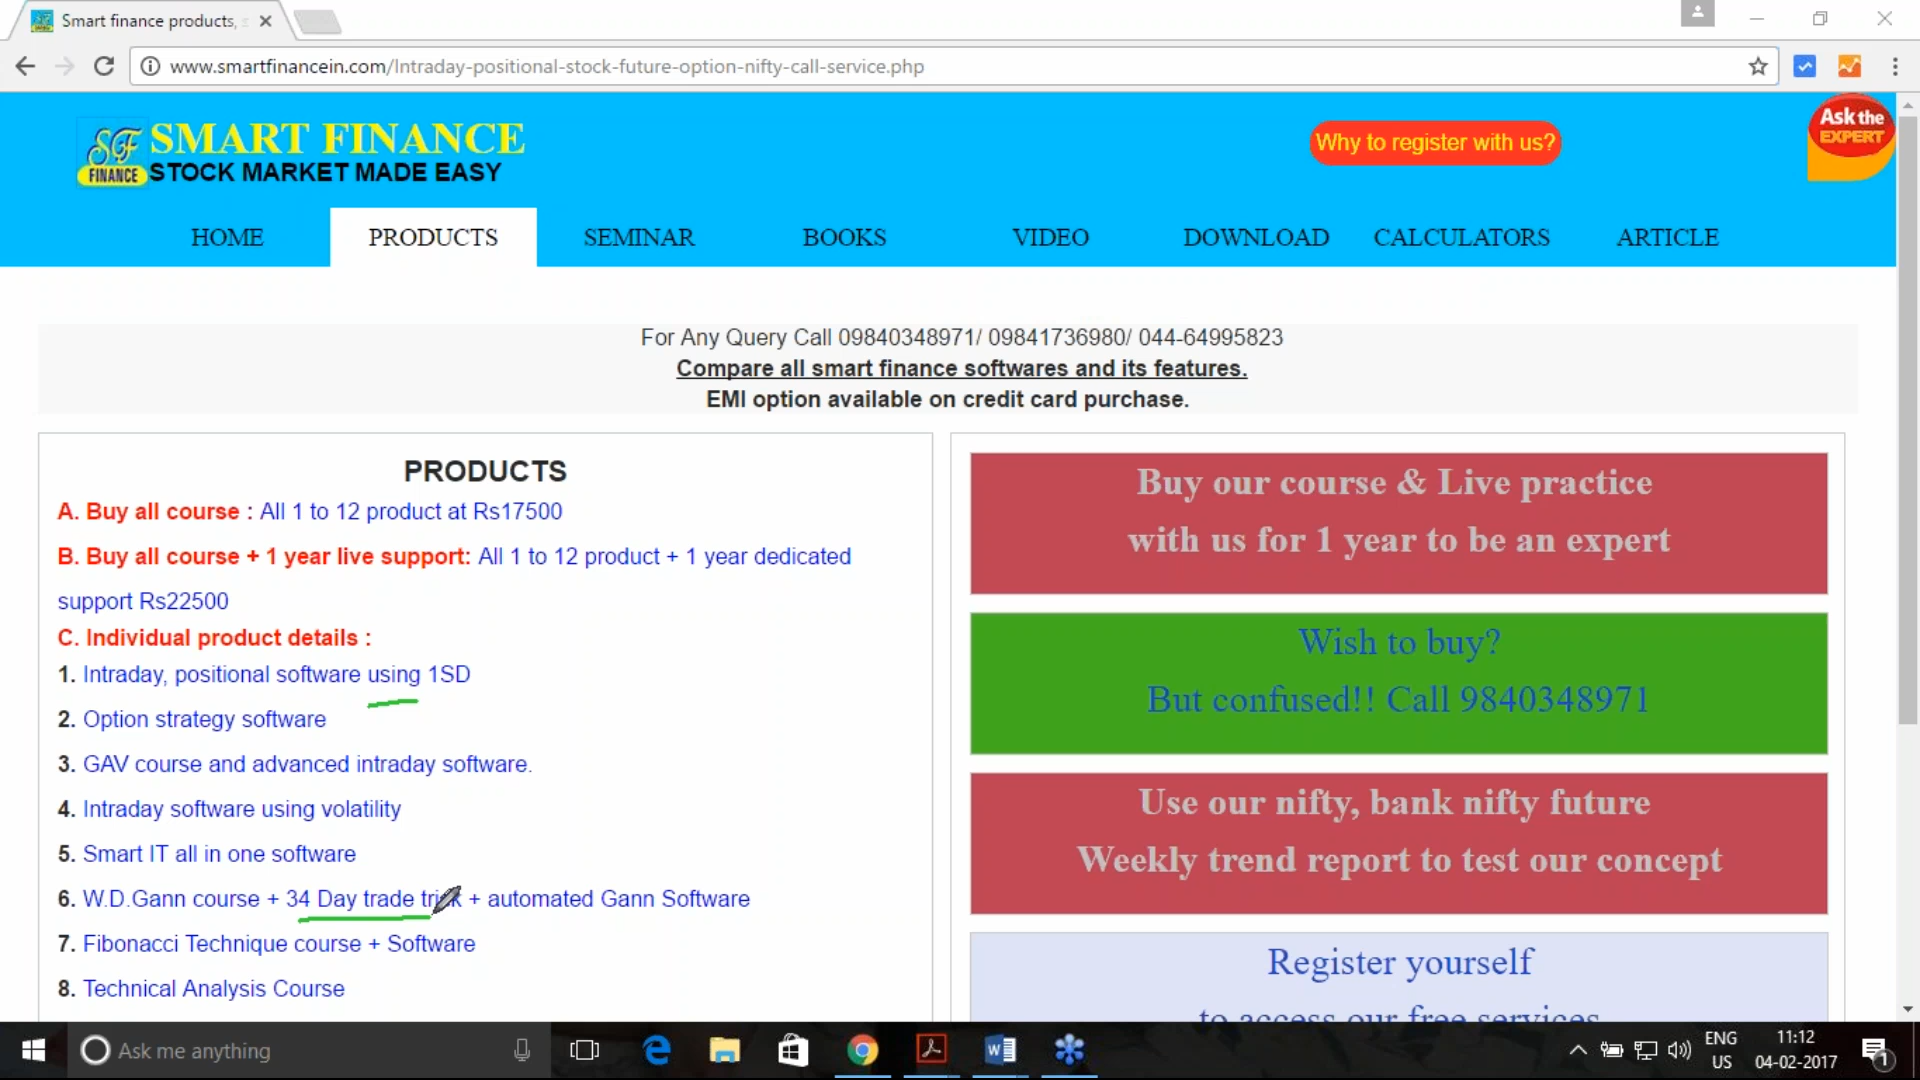 Smart finance products,
www.smartfinancein.com/Intraday-positional-stock-future-option-nifty-call-service.php
SF
FINANCE
SMART FINANCE
STOCK MARKET MADE EASY
Why to register with us?
Ask the
EXPERT
HOME PRODUCTS SEMINAR BOOKS VIDEO DOWNLOAD CALCULATORS ARTICLE
For Any Query Call 09840348971/ 09841736980/ 044-64995823
Compare all smart finance softwares and its features.
EMI option available on credit card purchase.
PRODUCTS
A. Buy all course : All 1 to 12 product at Rs17500
B. Buy all course + 1 year live support: All 1 to 12 product + 1 year dedicated
support Rs22500
C. Individual product details :
1. Intraday, positional software using 1SD
2. Option strategy software
3. GAV course and advanced intraday software.
4. Intraday software using volatility
5. Smart IT all in one software
6. W.D.Gann course + 34 Day trade trick + automated Gann Software
7. Fibonacci Technique course + Software
8. Technical Analysis Course
Buy our course & Live practice
with us for 1 year to be an expert
Wish to buy?
But confused!! Call 9840348971
Use our nifty, bank nifty future
Weekly trend report to test our concept
Register yourself
to access our free services
Ask me anything
ENG
US
11:12
04-02-2017
1